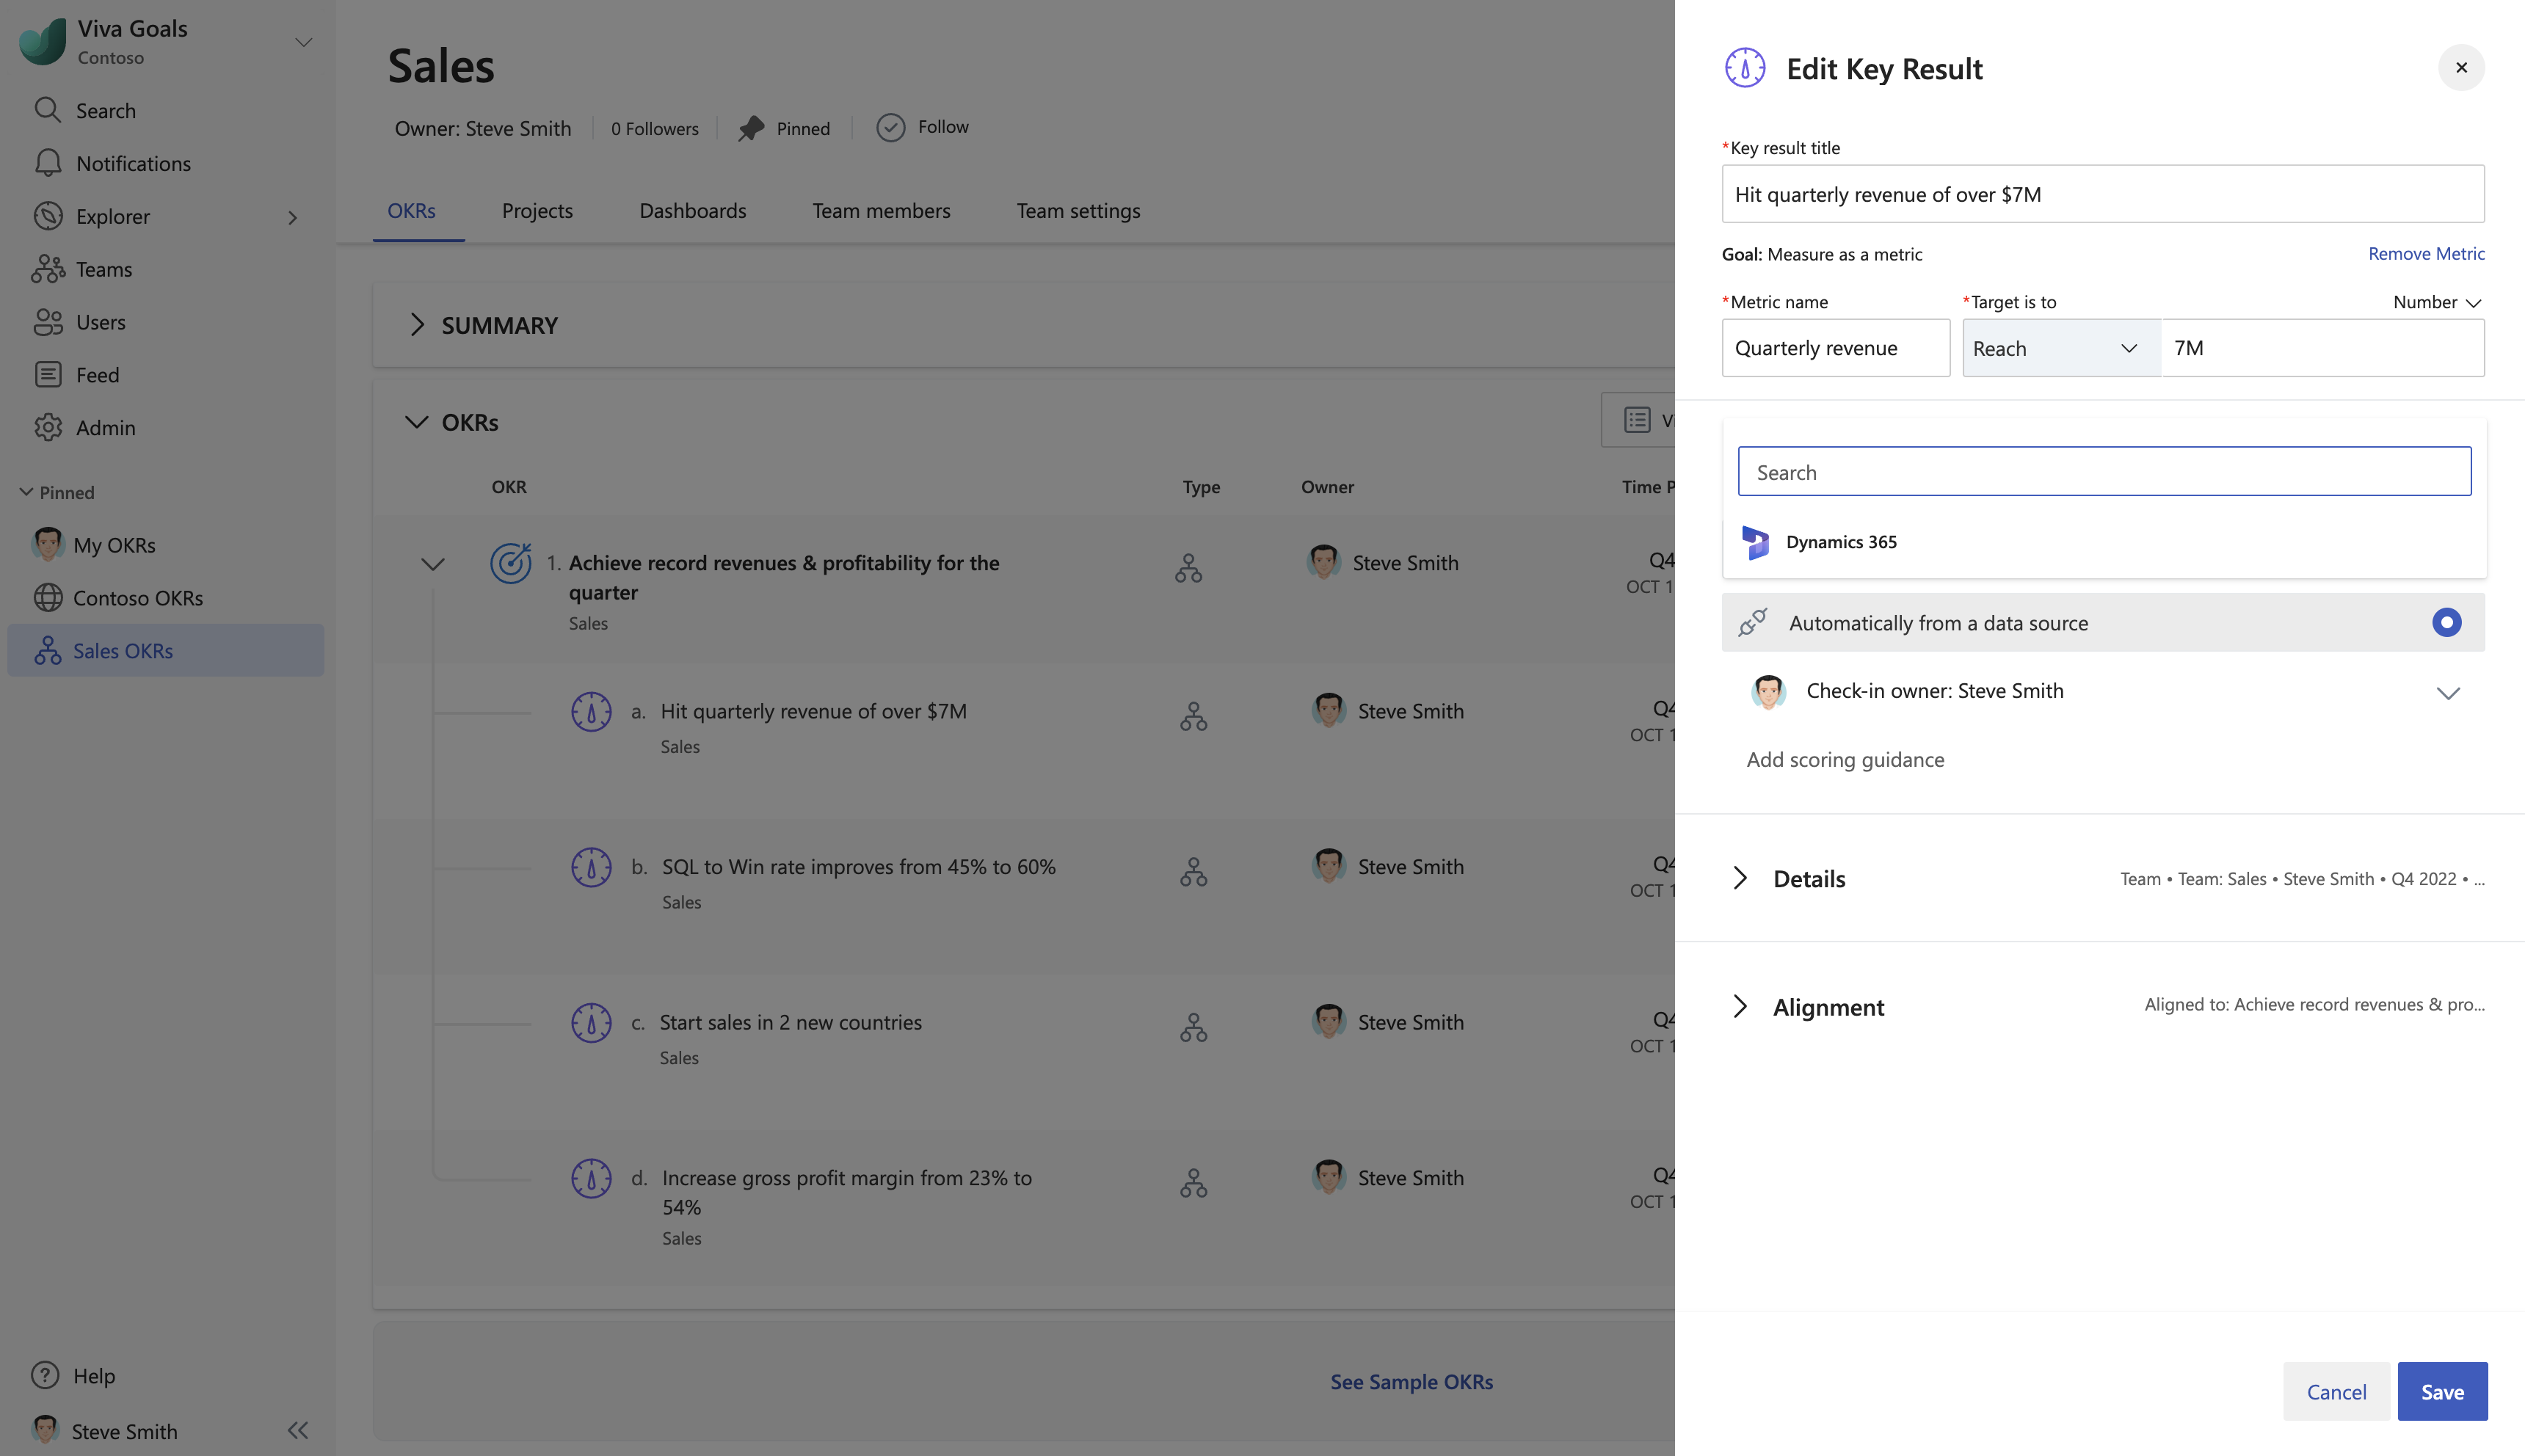 Viva Goals
Contoso
Search
Notifications
Explorer
Teams
Users
Feed
Admin
Pinned
My OKRs
Contoso OKRs
Sales OKRs
Help
Steve Smith
Sales
Owner: Steve Smith
0 Followers
Pinned
Follow
OKRs
Projects
Dashboards
Team members
Team settings
SUMMARY
OKRs
OKR
Type
Owner
Time P
1. Achieve record revenues & profitability for the
quarter
Sales
Steve Smith
Q4
OCT 1
a. Hit quarterly revenue of over $7M
Sales
Steve Smith
Q4
OCT 1
b. SQL to Win rate improves from 45% to 60%
Sales
Steve Smith
Q4
OCT 1
c. Start sales in 2 new countries
Sales
Steve Smith
Q4
OCT 1
d. Increase gross profit margin from 23% to
54%
Sales
Steve Smith
Q4
OCT 1
See Sample OKRs
Edit Key Result
*Key result title
Hit quarterly revenue of over $7M
Goal: Measure as a metric
Remove Metric
*Metric name
*Target is to
Number
Quarterly revenue
Reach
7M
Search
Dynamics 365
Automatically from a data source
Check-in owner: Steve Smith
Add scoring guidance
Details
Team • Team: Sales • Steve Smith • Q4 2022 • ...
Alignment
Aligned to: Achieve record revenues & pro...
Cancel
Save